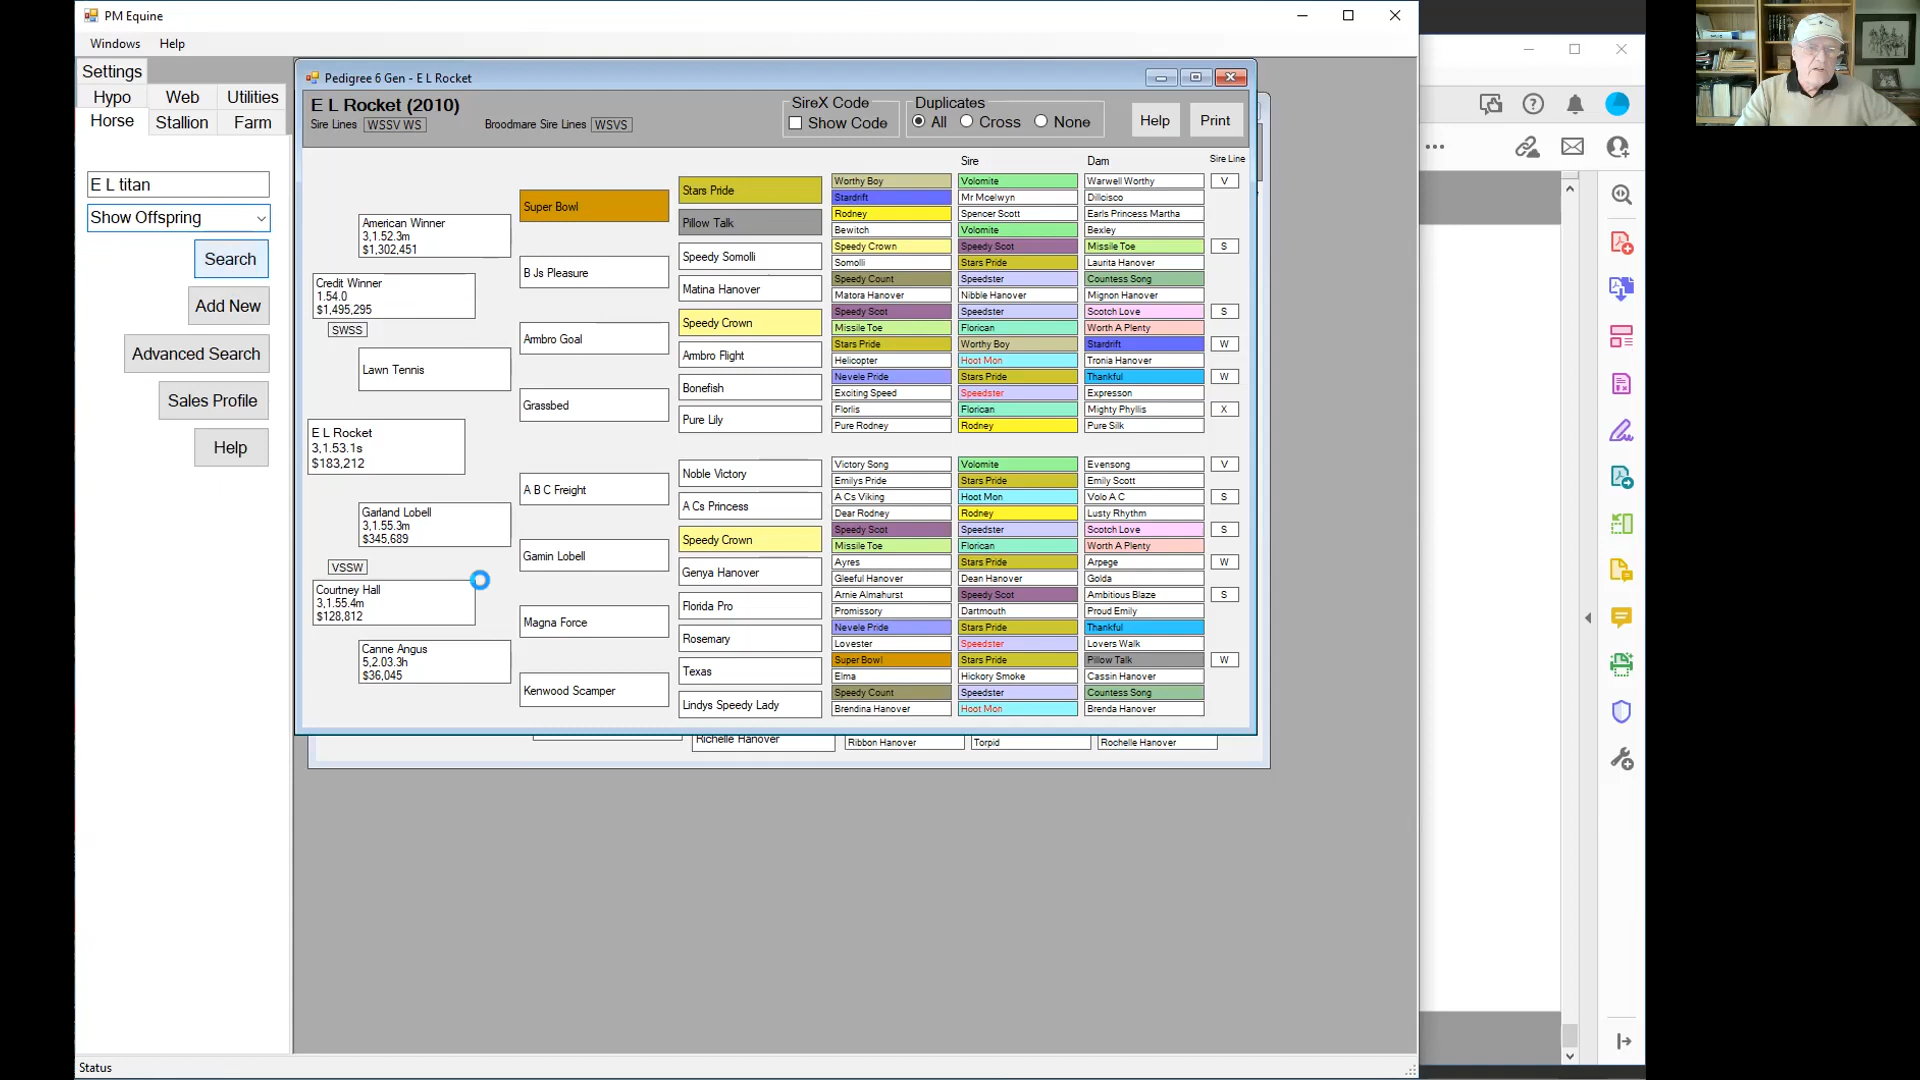 PM Equine
Windows Help
Settings
Hypo Web Utilities
Horse Stallion Farm
E L titan
Show Offspring
Search
Add New
Advanced Search
Sales Profile
Help
Pedigree 6 Gen - E L Rocket
E L Rocket (2010)
Sire Lines WSSV WS
Broodmare Sire Lines WSVS
SireX Code
Show Code
Duplicates
All Cross None
Help
Print
E L Rocket
3,1.53.1s
$183,212
Credit Winner
1.54.0
$1,495,295
SWSS
Courtney Hall
3,1.55.4m
$128,812
VSSW
American Winner
3,1.52.3m
$1,302,451
Lawn Tennis
Garland Lobell
3,1.55.3m
$345,689
Canne Angus
5,2.03.3h
$36,045
Super Bowl
B Js Pleasure
Ambro Goal
Grassbed
A B C Freight
Gamin Lobell
Magna Force
Kenwood Scamper
Stars Pride
Pillow Talk
Speedy Somolli
Matina Hanover
Speedy Crown
Ambro Flight
Bonefish
Pure Lily
Noble Victory
A Cs Princess
Speedy Crown
Genya Hanover
Florida Pro
Rosemary
Texas
Lindys Speedy Lady
Sire Dam Sire Line
Worthy Boy Volomite Warwell Worthy V
Stardrift Mr Mcelwyn Dillcisco
Rodney Spencer Scott Earls Princess Martha
Bewitch Volomite Bexley
Speedy Crown Speedy Scot Missile Toe S
Somolli Stars Pride Laurita Hanover
Speedy Count Speedster Countess Song
Matora Hanover Nibble Hanover Mignon Hanover
Speedy Scot Speedster Scotch Love S
Missile Toe Florican Worth A Plenty
Stars Pride Worthy Boy Stardrift W
Helicopter Hoot Mon Tronia Hanover
Nevele Pride Stars Pride Thankful W
Exciting Speed Speedster Expresson
Florlis Florican Mighty Phyllis X
Pure Rodney Rodney Pure Silk
Victory Song Volomite Evensong V
Emilys Pride Stars Pride Emily Scott
A Cs Viking Hoot Mon Volo A C S
Dear Rodney Rodney Lusty Rhythm
Speedy Scot Speedster Scotch Love S
Missile Toe Florican Worth A Plenty
Ayres Stars Pride Arpege W
Gleeful Hanover Dean Hanover Golda
Arnie Almahurst Speedy Scot Ambitious Blaze S
Promissory Dartmouth Proud Emily
Nevele Pride Stars Pride Thankful
Lovester Speedster Lovers Walk
Super Bowl Stars Pride Pillow Talk W
Elma Hickory Smoke Cassin Hanover
Speedy Count Speedster Countess Song
Brendina Hanover Hoot Mon Brenda Hanover
Richelle Hanover Ribbon Hanover Torpid Rochelle Hanover
Status